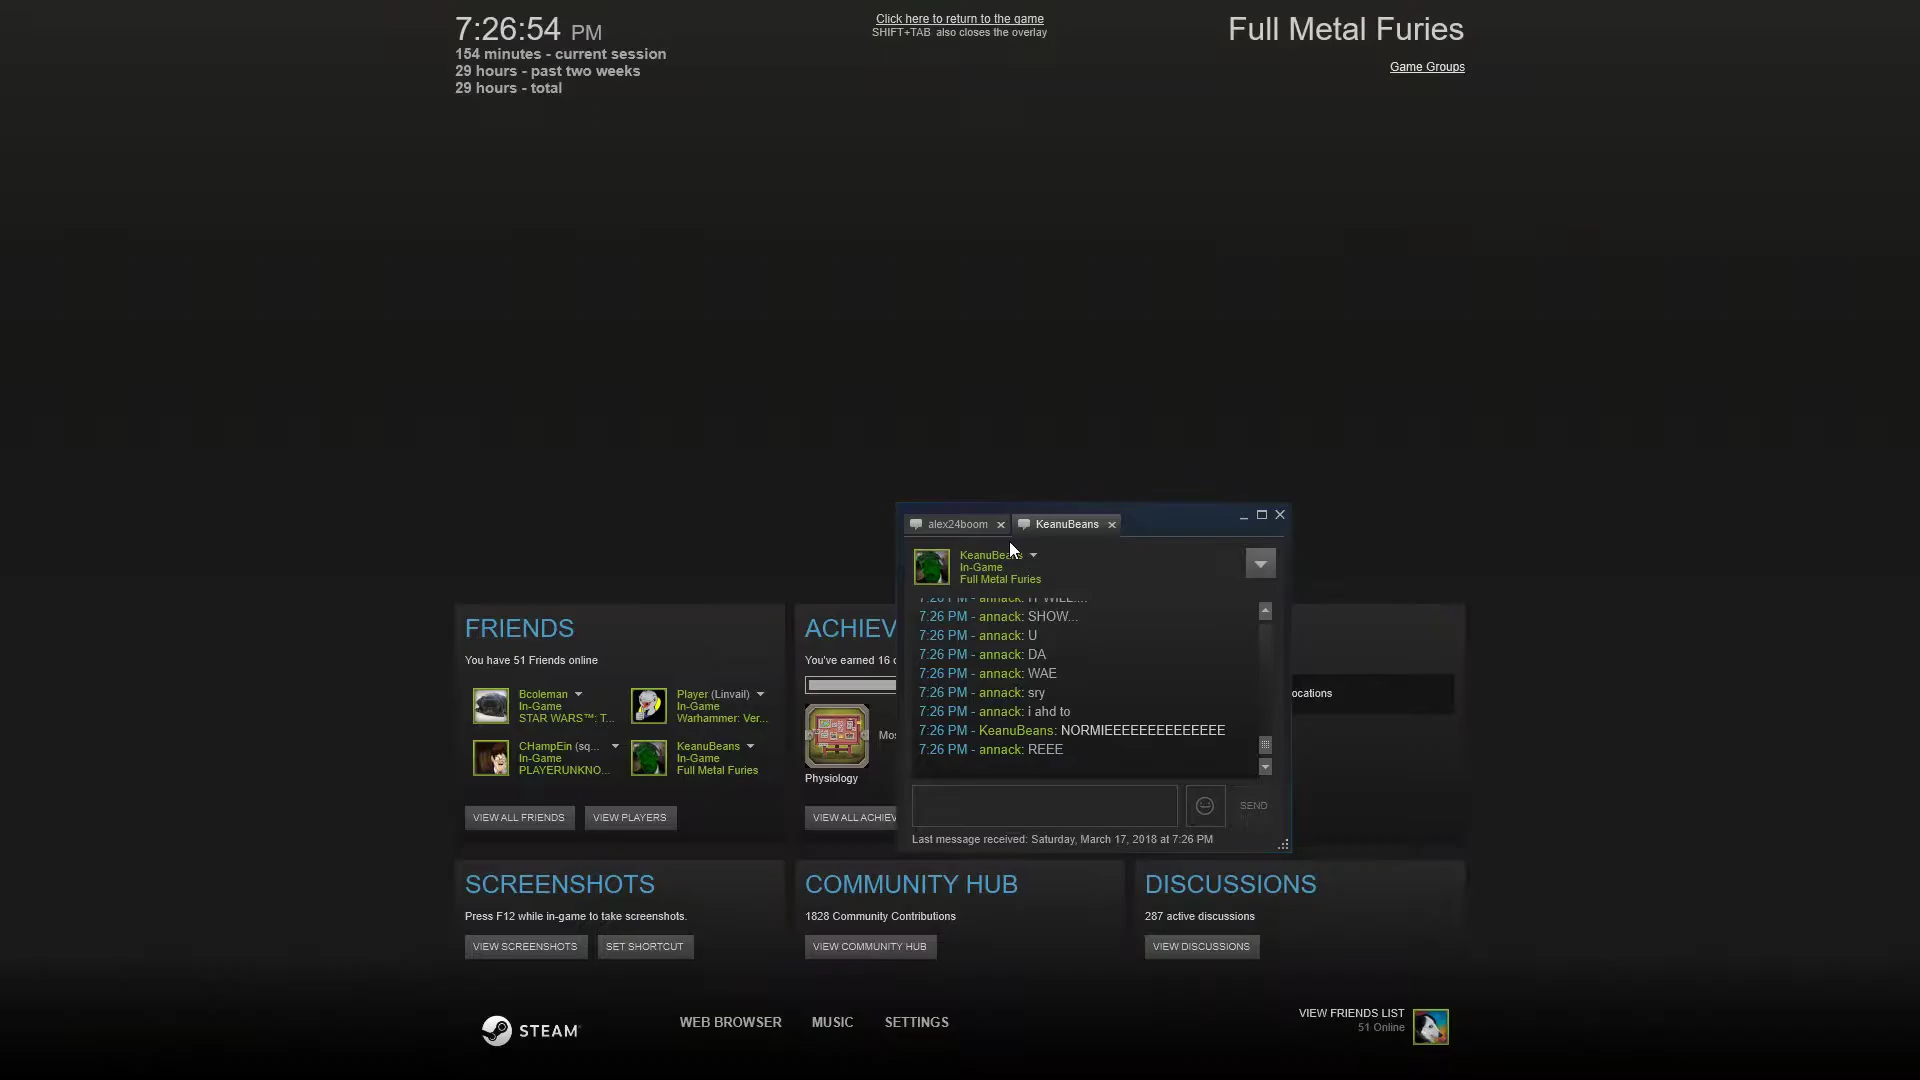 7:26:54 PM
154 minutes - current session
29 hours - past two weeks
29 hours - total
Click here to return to the game
SHIFT+TAB also closes the overlay
Full Metal Furies
Game Groups
alex24boom
KeanuBeans
KeanuBeans
In-Game
Full Metal Furies
7:26 PM - annack: IT WILL....
7:26 PM - annack: SHOW...
7:26 PM - annack: U
7:26 PM - annack: DA
7:26 PM - annack: WAE
7:26 PM - annack: sry
7:26 PM - annack: i ahd to
7:26 PM - KeanuBeans: NORMIEEEEEEEEEEEEEE
7:26 PM - annack: REEE
SEND
Last message received: Saturday, March 17, 2018 at 7:26 PM
FRIENDS
You have 51 Friends online
Bcoleman
In-Game
STAR WARS™: T...
Player (Linvail)
In-Game
Warhammer: Ver...
CHampEin (sq...
In-Game
PLAYERUNKNO...
KeanuBeans
In-Game
Full Metal Furies
VIEW ALL FRIENDS
VIEW PLAYERS
ACHIEV
You've earned 16
Mos
Physiology
VIEW ALL ACHIEV
ocations
SCREENSHOTS
Press F12 while in-game to take screenshots.
VIEW SCREENSHOTS
SET SHORTCUT
COMMUNITY HUB
1828 Community Contributions
VIEW COMMUNITY HUB
DISCUSSIONS
287 active discussions
VIEW DISCUSSIONS
STEAM
WEB BROWSER
MUSIC
SETTINGS
VIEW FRIENDS LIST
51 Online